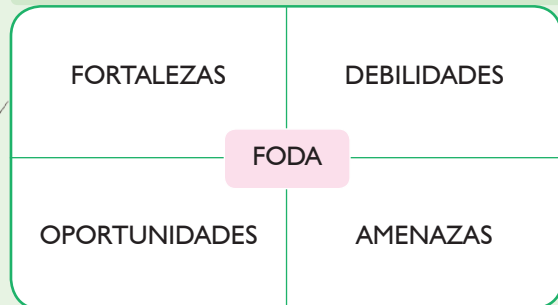 FORTALEZAS
DEBILIDADES
FODA
OPORTUNIDADES
AMENAZAS